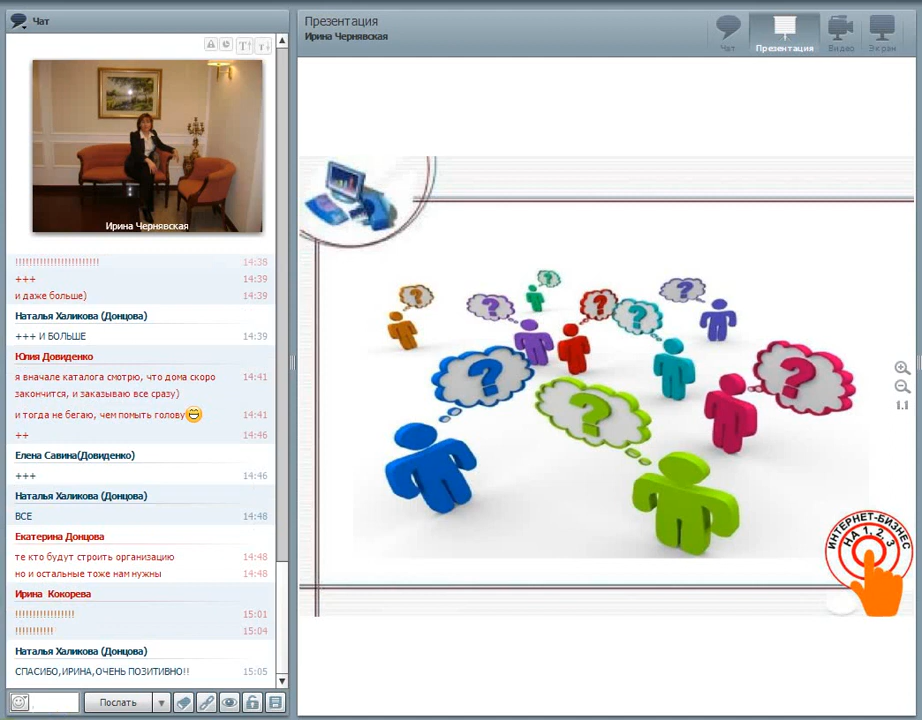 Чат
Ирина Чернявская
!!!!!!!!!!!!!!!!!!!!!!!!! 14:38
+++ 14:39
и даже больше) 14:39
Наталья Халикова (Донцова)
+++ И БОЛЬШЕ 14:39
Юлия Довиденко
я вначале каталога смотрю, что дома скоро 14:41
закончится, и заказываю все сразу)
и тогда не бегаю, чем помыть голову 14:41
++ 14:46
Елена Савина(Довиденко)
+++ 14:46
Наталья Халикова (Донцова)
ВСЕ 14:48
Екатерина Донцова
те кто будут строить организацию 14:48
но и остальные тоже нам нужны 14:48
Ирина Кокорева
!!!!!!!!!!!!!!!!! 15:01
!!!!!!!!!!! 15:04
Наталья Халикова (Донцова)
СПАСИБО,ИРИНА,ОЧЕНЬ ПОЗИТИВНО!! 15:05
Послать
Презентация
Ирина Чернявская
Чат
Презентация
Видео
Экран
1.1
ИНТЕРНЕТ-БИЗНЕС
НА 1, 2, 3